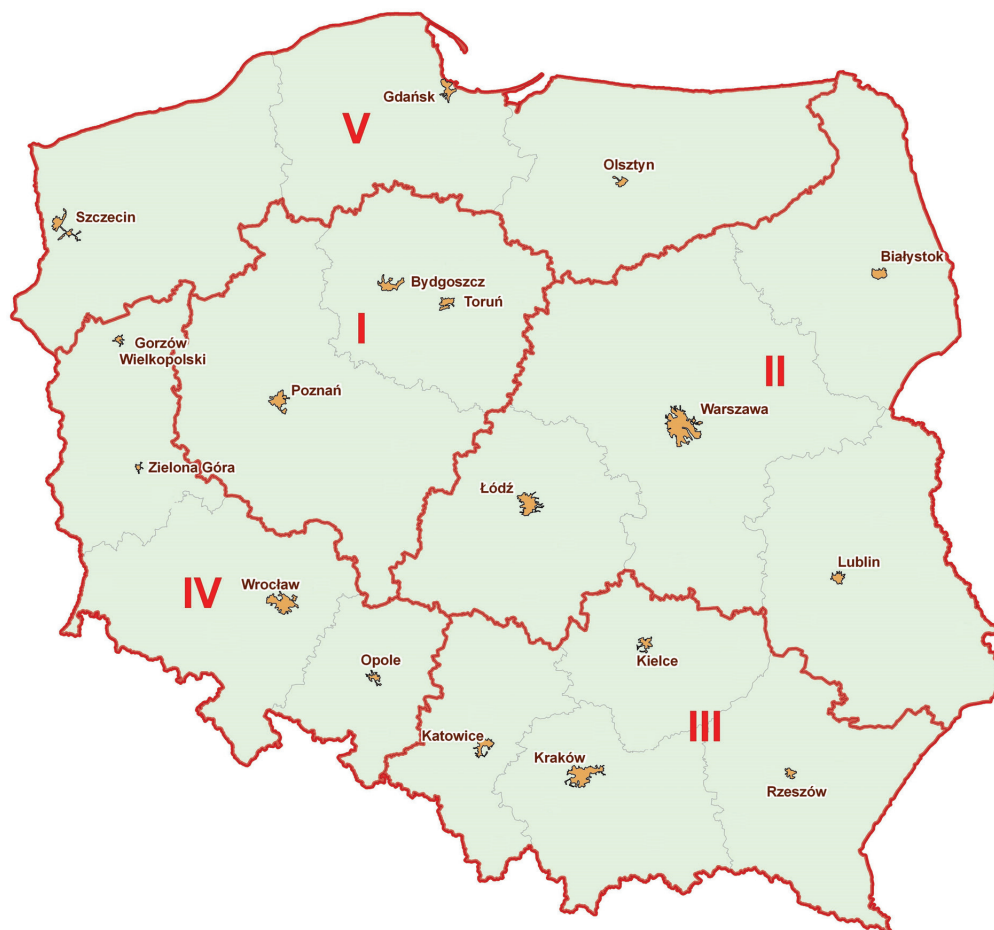 Gdańsk
V
Olsztyn
Szczecin
Białystok
Bydgoszcz
Toruń
I
Gorzów
Wielkopolski
II
Poznań
Warszawa
Zielona Góra
Łódź
Lublin
IV
Wrocław
Kielce
Opole
III
Katowice
Kraków
Rzeszów